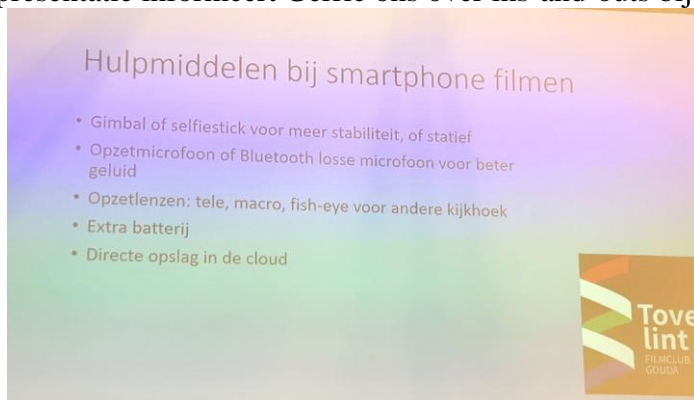 Hulpmiddelen bij smartphone filmen
• Gimbal of selfiestick voor meer stabiliteit, of statief
• Opzetmicrofoon of Bluetooth losse microfoon voor beter
geluid
• Opzetlenzen: tele, macro, fish-eye voor andere kijkhoek
• Extra batterij
• Directe opslag in de cloud
Tove
lint
FILMCLUB
GOUDA